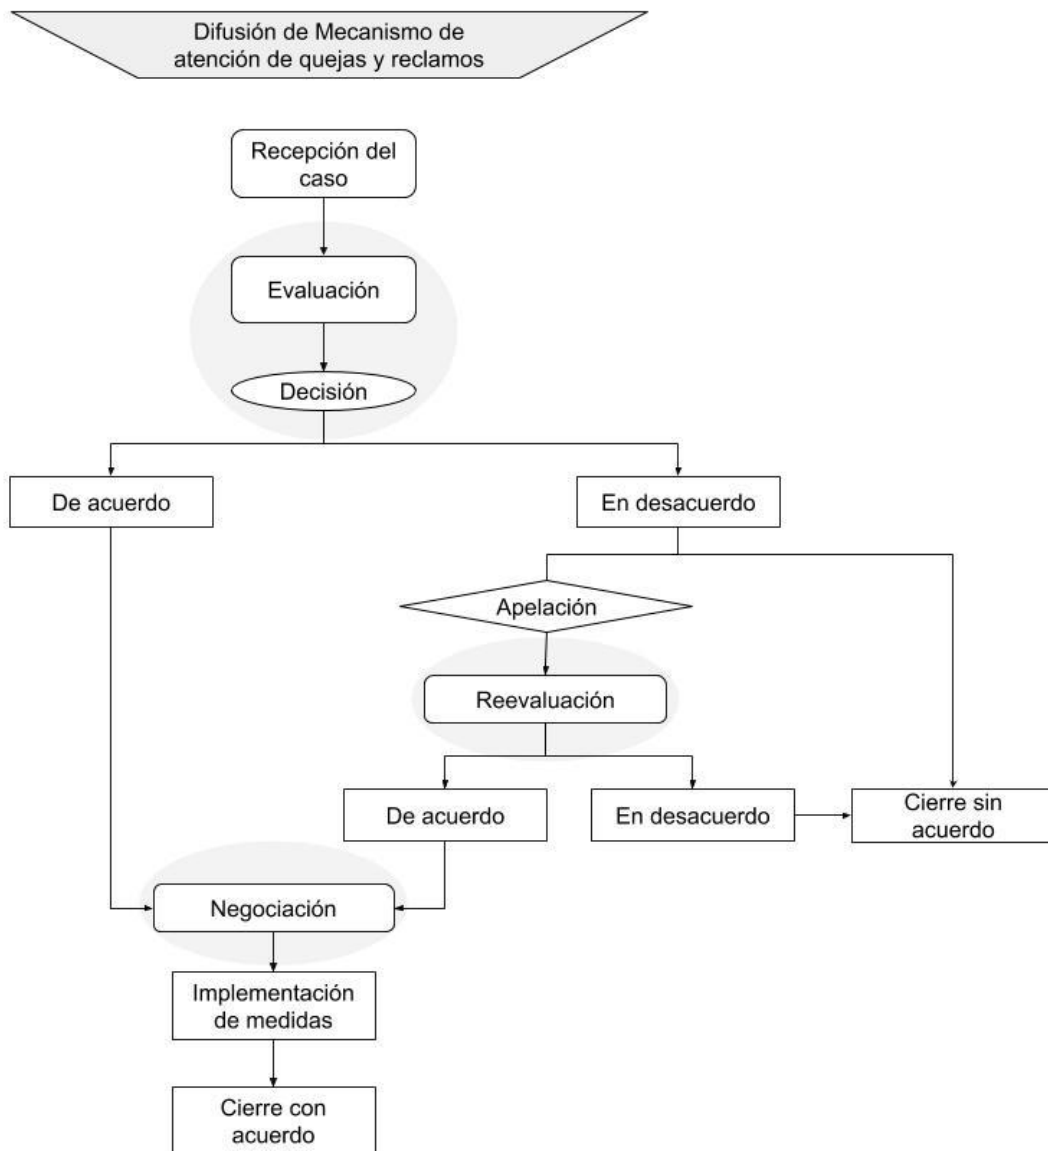 Difusión de Mecanismo de
atención de quejas y reclamos
Recepción del
caso
Evaluación
Decisión
De acuerdo
En desacuerdo
Apelación
Reevaluación
De acuerdo
En desacuerdo
Cierre sin
acuerdo
Negociación
Implementación
de medidas
Cierre con
acuerdo